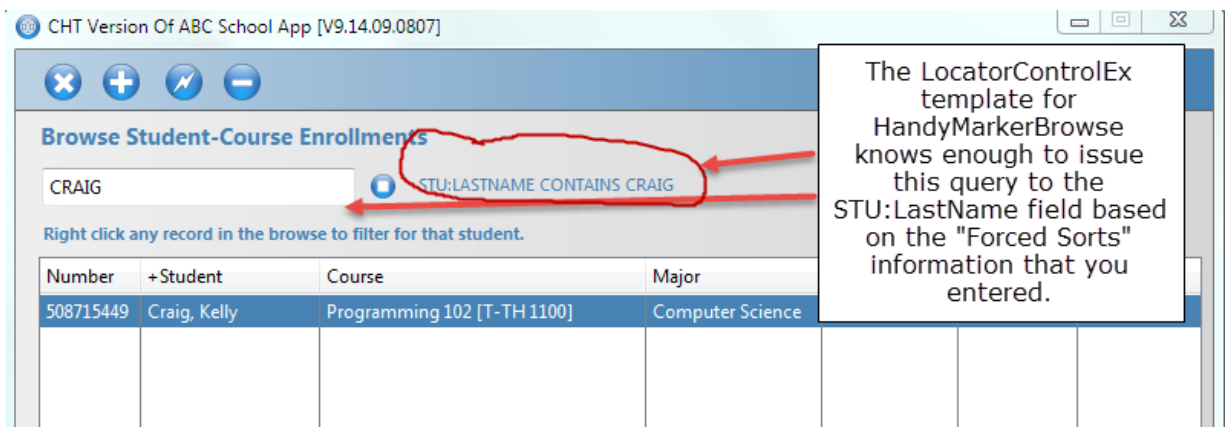 CHT Version Of ABC School App [V9.14.09.0807]
The LocatorControlEx
template for
HandyMarkerBrowse
knows enough to issue
this query to the
STU:LastName field based
on the "Forced Sorts"
information that you
entered.
Browse Student-Course Enrollments
CRAIG
STU:LASTNAME CONTAINS CRAIG
Right click any record in the browse to filter for that student.
Number +Student Course Major
508715449 Craig, Kelly Programming 102 [T-TH 1100] Computer Science